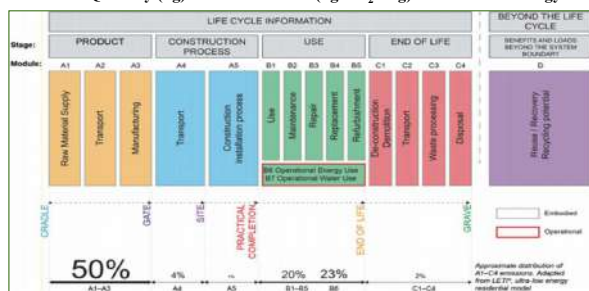 LIFE CYCLE INFORMATION
BEYOND THE LIFE CYCLE
Stage:
PRODUCT
CONSTRUCTION PROCESS
USE
END OF LIFE
BENEFITS AND LOADS BEYOND THE SYSTEM BOUNDARY
Module:
A1
A2
A3
A4
A5
B1
B2
B3
B4
B5
C1
C2
C3
C4
D
Raw Material Supply
Transport
Manufacturing
Transport
Construction Installation process
Use
Maintenance
Repair
Replacement
Refurbishment
De-construction Demolition
Transport
Waste processing
Disposal
Reuse / Recovery Recycling potential
B6 Operational Energy Use
B7 Operational Water Use
CRADLE
GATE
SITE
PRACTICAL COMPLETION
END OF LIFE
GRAVE
Embodied
Operational
50%
4%
20%
23%
2%
A1–A3
A4
A5
B1–B5
B6
C1–C4
Approximate distribution of
A1–C4 emissions. Adapted
from LETI*, ultra-low energy
residential model